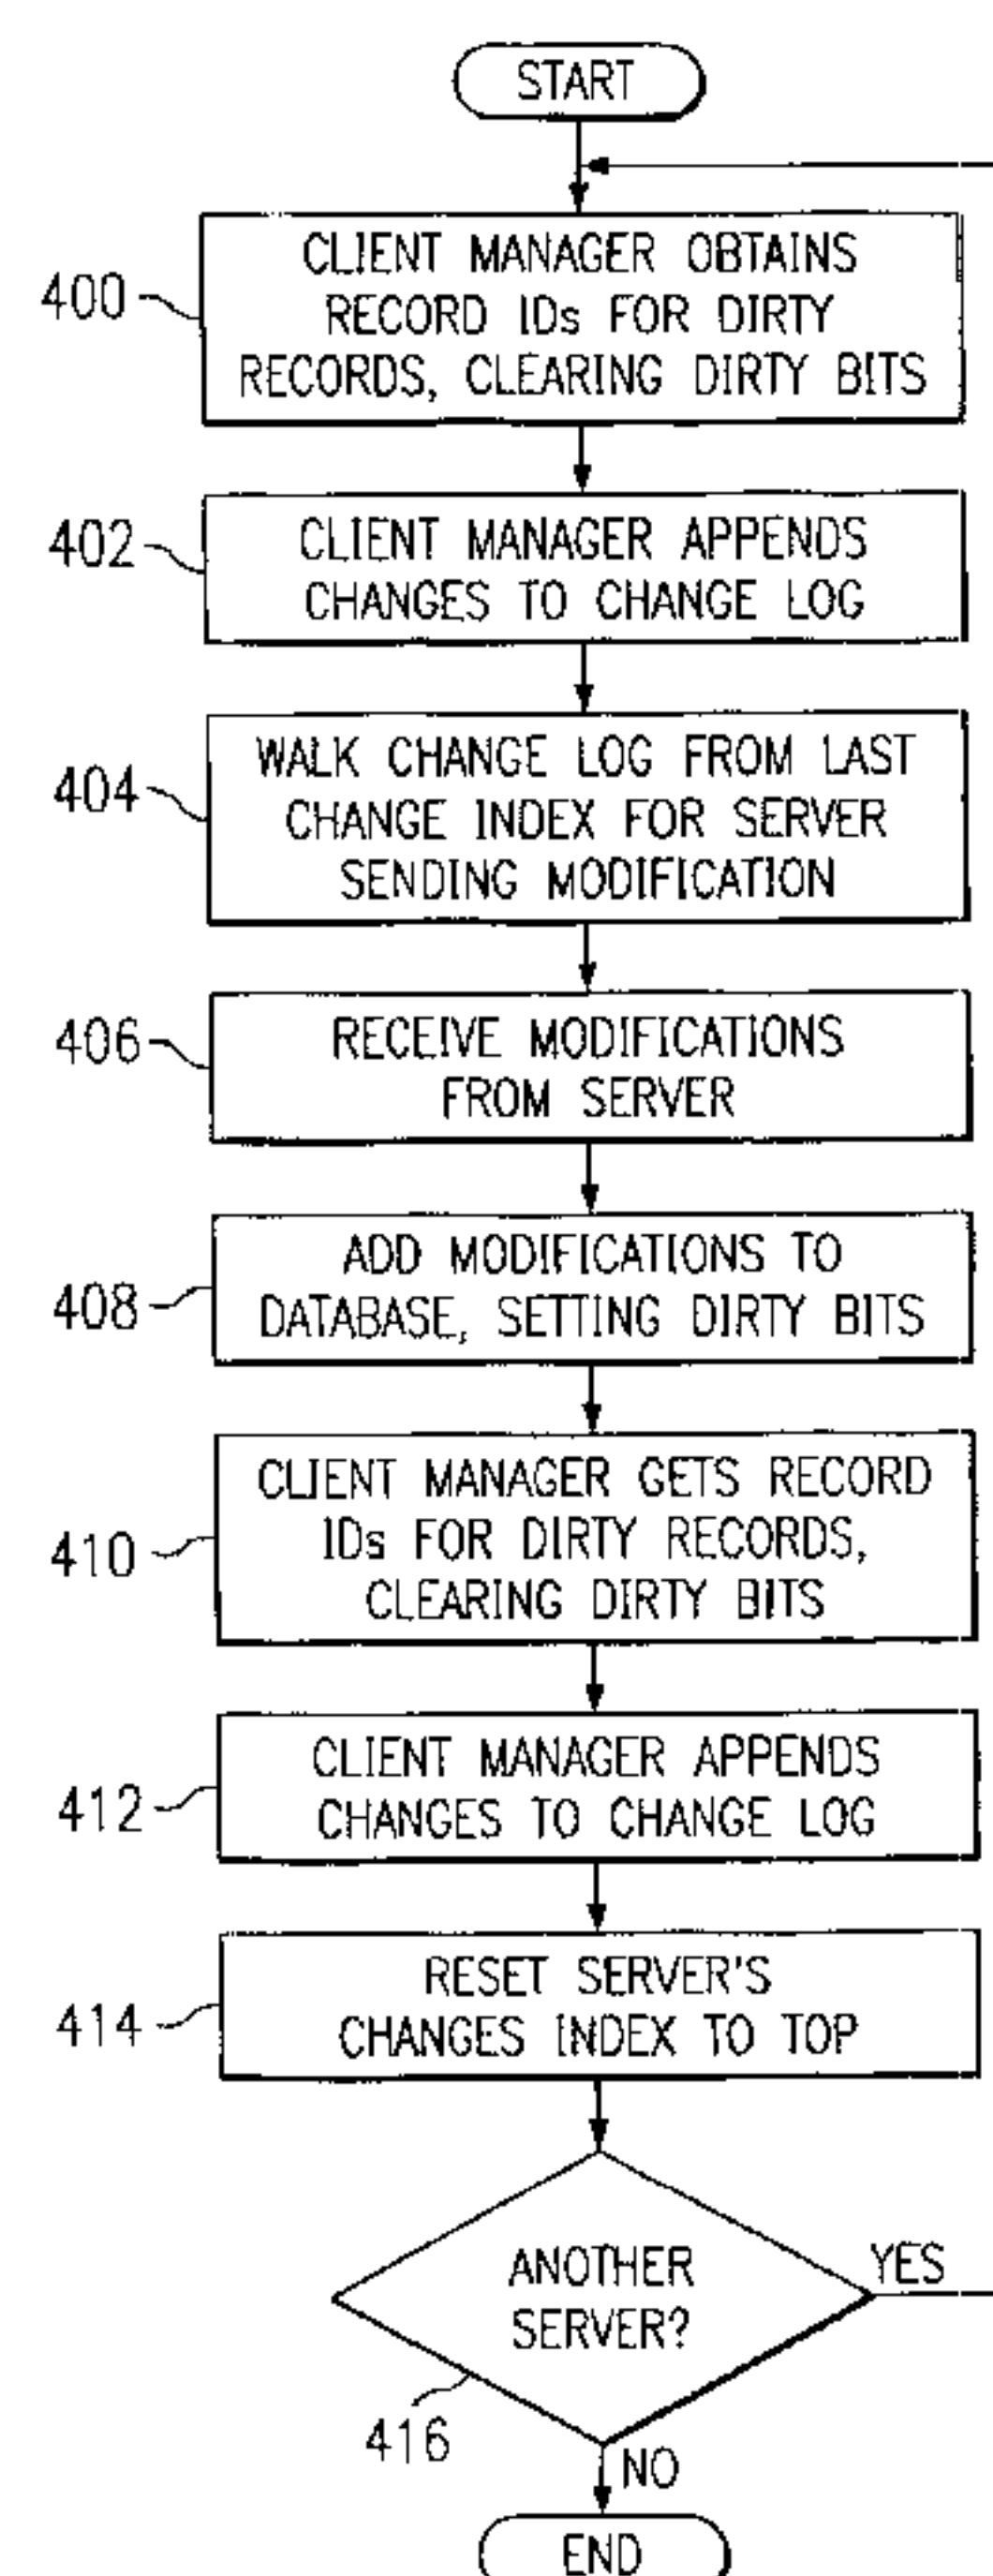 START
400
CLIENT MANAGER OBTAINS
RECORD IDs FOR DIRTY
RECORDS, CLEARING DIRTY BITS
402
CLIENT MANAGER APPENDS
CHANGES TO CHANGE LOG
404
WALK CHANGE LOG FROM LAST
CHANGE INDEX FOR SERVER
SENDING MODIFICATION
406
RECEIVE MODIFICATIONS
FROM SERVER
408
ADD MODIFICATIONS TO
DATABASE, SETTING DIRTY BITS
410
CLIENT MANAGER GETS RECORD
IDs FOR DIRTY RECORDS,
CLEARING DIRTY BITS
412
CLIENT MANAGER APPENDS
CHANGES TO CHANGE LOG
414
RESET SERVER'S
CHANGES INDEX TO TOP
ANOTHER
SERVER?
YES
416
NO
END